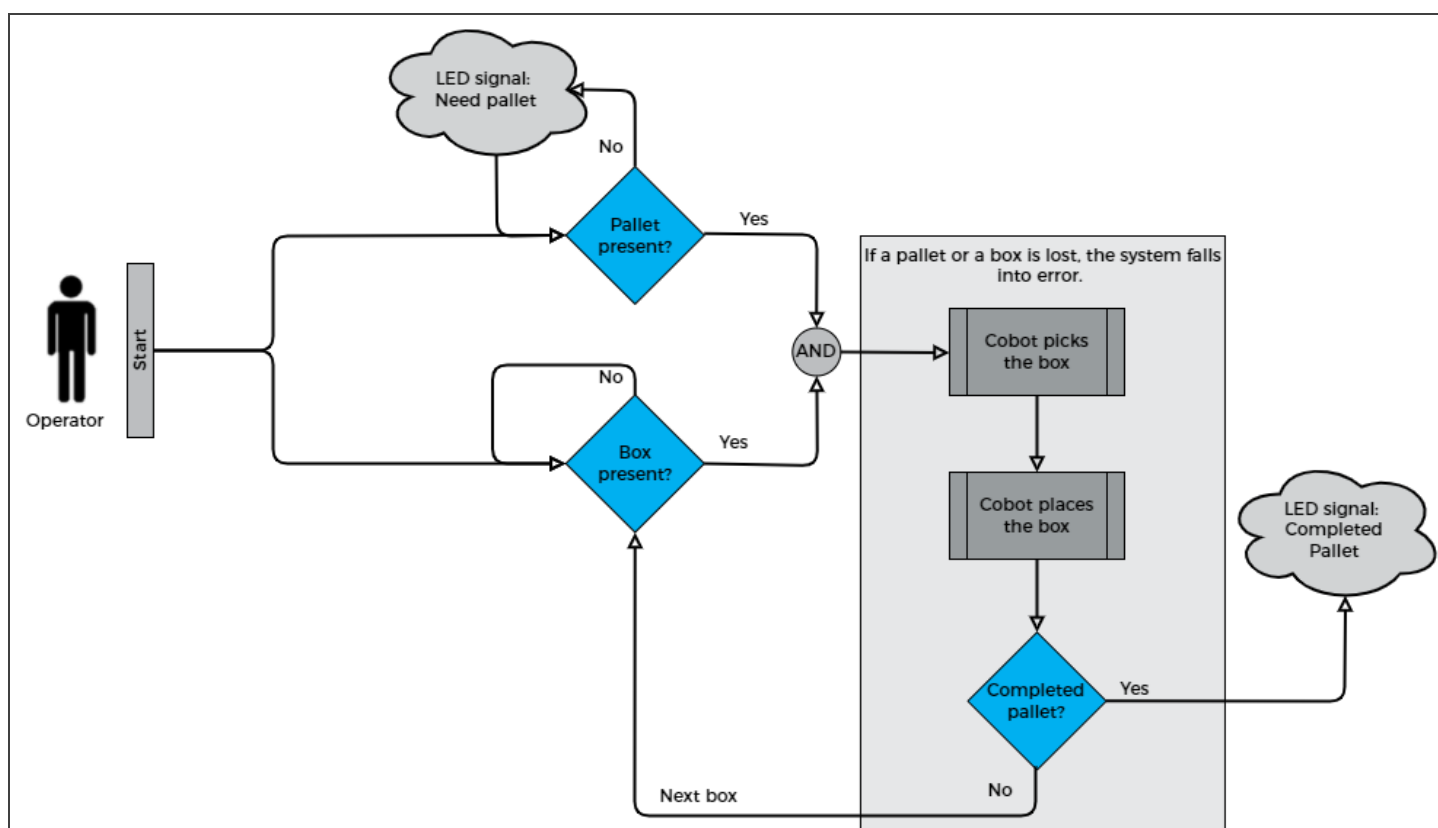 LED signal:
Need pallet
No
Pallet
present?
Yes
If a pallet or a box is lost, the system falls
into error.
Start
Operator
AND
Cobot picks
the box
No
Box
present?
Yes
Cobot places
the box
LED signal:
Completed
Pallet
Completed
pallet?
Yes
No
Next box